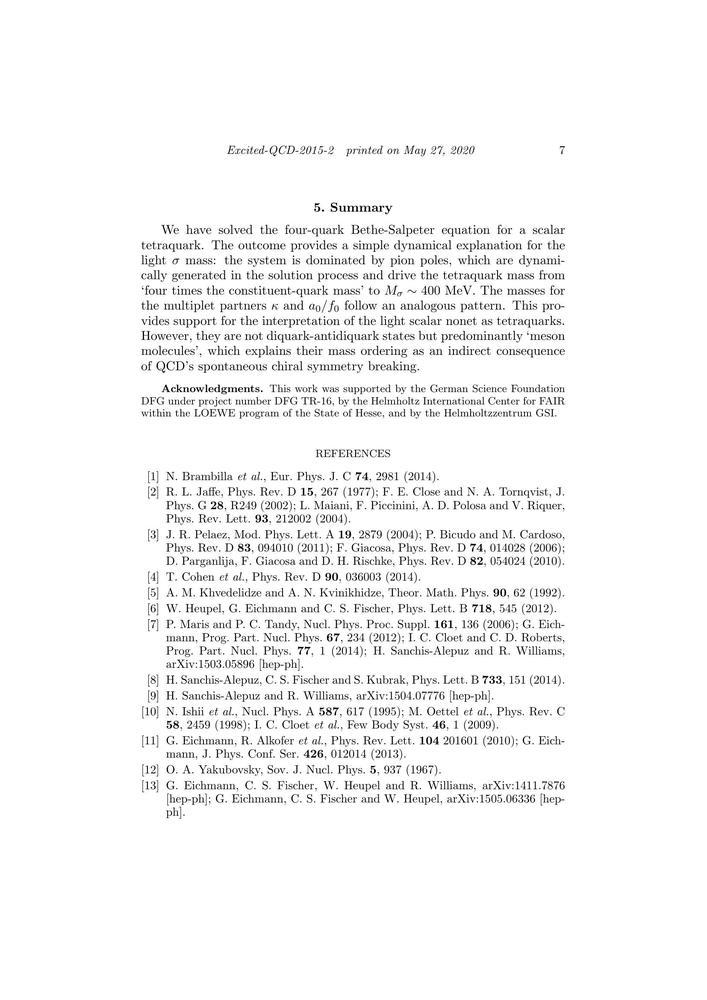 Excited-QCD-2015-2 printed on May 27, 2020 7
5. Summary
We have solved the four-quark Bethe-Salpeter equation for a scalar
tetraquark. The outcome provides a simple dynamical explanation for the
light σ mass: the system is dominated by pion poles, which are dynami-
cally generated in the solution process and drive the tetraquark mass from
‘four times the constituent-quark mass’ to Mσ ∼ 400 MeV. The masses for
the multiplet partners κ and a0/f0 follow an analogous pattern. This pro-
vides support for the interpretation of the light scalar nonet as tetraquarks.
However, they are not diquark-antidiquark states but predominantly ‘meson
molecules’, which explains their mass ordering as an indirect consequence
of QCD’s spontaneous chiral symmetry breaking.
Acknowledgments. This work was supported by the German Science Foundation
DFG under project number DFG TR-16, by the Helmholtz International Center for FAIR
within the LOEWE program of the State of Hesse, and by the Helmholtzzentrum GSI.
REFERENCES
[1] N. Brambilla et al., Eur. Phys. J. C 74, 2981 (2014).
[2] R. L. Jaffe, Phys. Rev. D 15, 267 (1977); F. E. Close and N. A. Tornqvist, J.
Phys. G 28, R249 (2002); L. Maiani, F. Piccinini, A. D. Polosa and V. Riquer,
Phys. Rev. Lett. 93, 212002 (2004).
[3] J. R. Pelaez, Mod. Phys. Lett. A 19, 2879 (2004); P. Bicudo and M. Cardoso,
Phys. Rev. D 83, 094010 (2011); F. Giacosa, Phys. Rev. D 74, 014028 (2006);
D. Parganlija, F. Giacosa and D. H. Rischke, Phys. Rev. D 82, 054024 (2010).
[4] T. Cohen et al., Phys. Rev. D 90, 036003 (2014).
[5] A. M. Khvedelidze and A. N. Kvinikhidze, Theor. Math. Phys. 90, 62 (1992).
[6] W. Heupel, G. Eichmann and C. S. Fischer, Phys. Lett. B 718, 545 (2012).
[7] P. Maris and P. C. Tandy, Nucl. Phys. Proc. Suppl. 161, 136 (2006); G. Eich-
mann, Prog. Part. Nucl. Phys. 67, 234 (2012); I. C. Cloet and C. D. Roberts,
Prog. Part. Nucl. Phys. 77, 1 (2014); H. Sanchis-Alepuz and R. Williams,
arXiv:1503.05896 [hep-ph].
[8] H. Sanchis-Alepuz, C. S. Fischer and S. Kubrak, Phys. Lett. B 733, 151 (2014).
[9] H. Sanchis-Alepuz and R. Williams, arXiv:1504.07776 [hep-ph].
[10] N. Ishii et al., Nucl. Phys. A 587, 617 (1995); M. Oettel et al., Phys. Rev. C
58, 2459 (1998); I. C. Cloet et al., Few Body Syst. 46, 1 (2009).
[11] G. Eichmann, R. Alkofer et al., Phys. Rev. Lett. 104 201601 (2010); G. Eich-
mann, J. Phys. Conf. Ser. 426, 012014 (2013).
[12] O. A. Yakubovsky, Sov. J. Nucl. Phys. 5, 937 (1967).
[13] G. Eichmann, C. S. Fischer, W. Heupel and R. Williams, arXiv:1411.7876
[hep-ph]; G. Eichmann, C. S. Fischer and W. Heupel, arXiv:1505.06336 [hep-
ph].